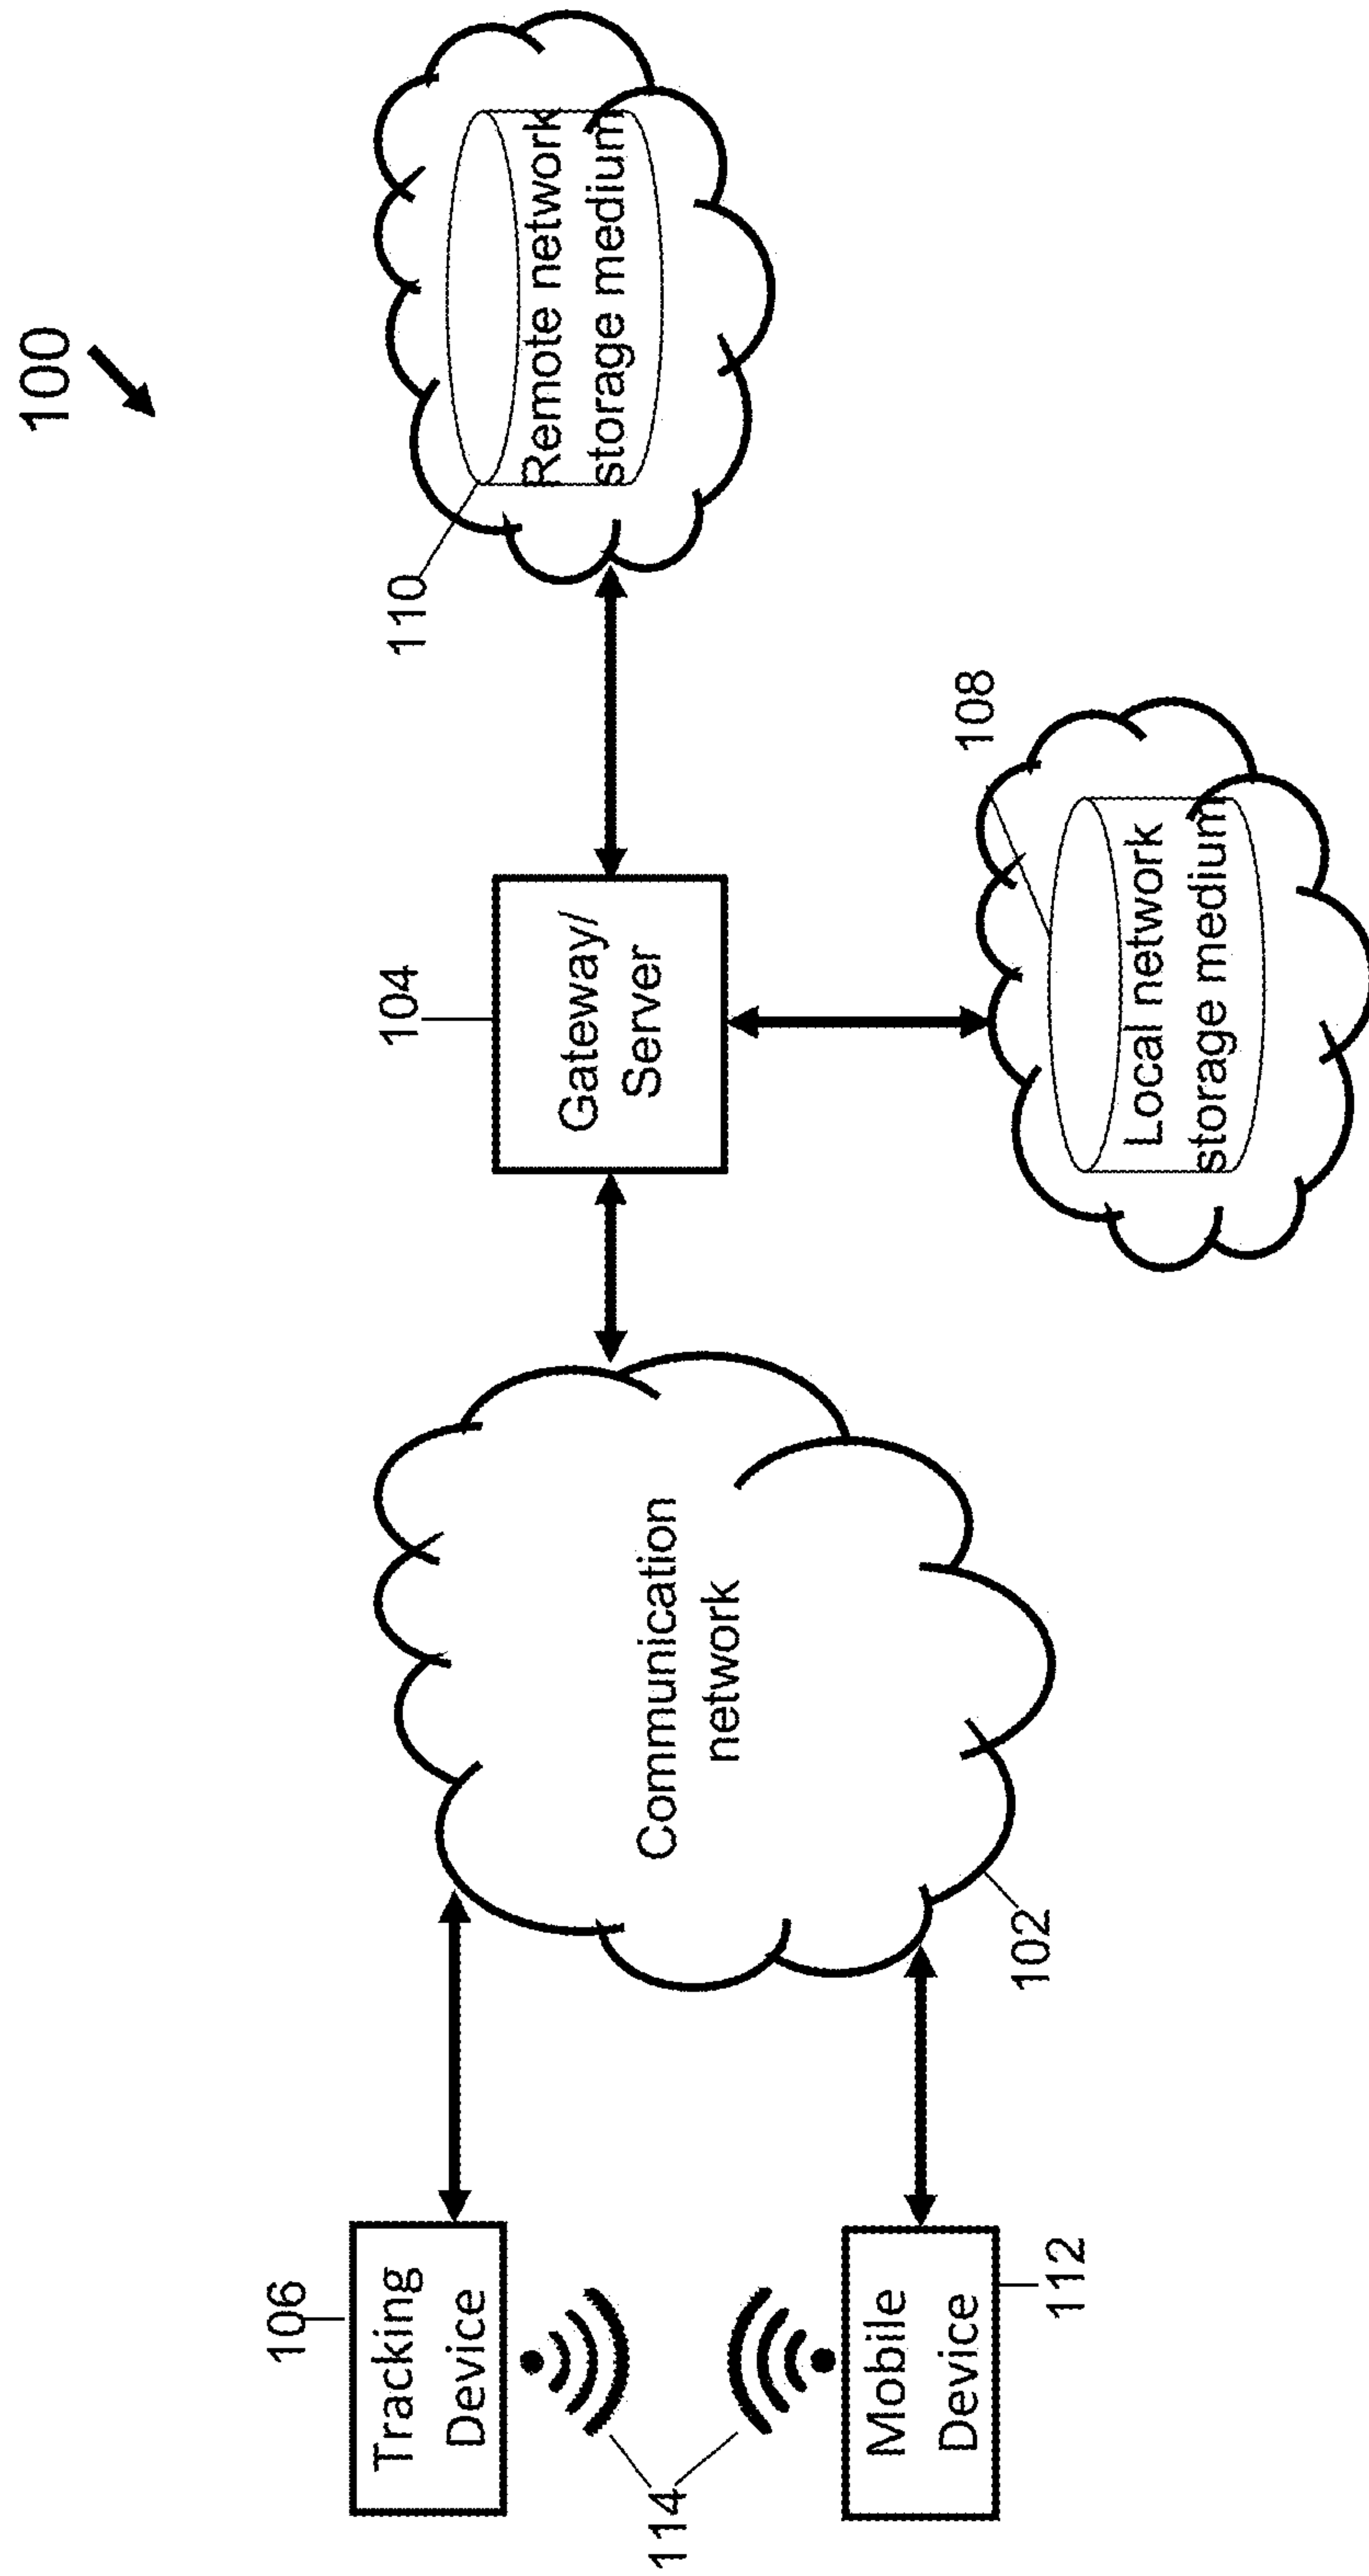 100
106
Tracking
Device
114
Mobile
Device
112
Communication
network
102
104
Gateway/
Server
110
Remote network
storage medium
108
Local network
storage medium